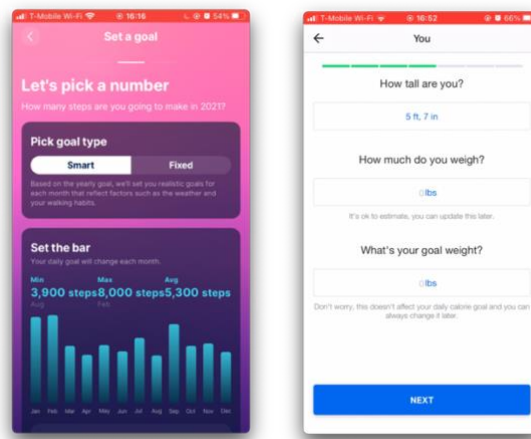 T-Mobile Wi-Fi 16:16 54%
Set a goal
Let's pick a number
How many steps are you going to make in 2021?
Pick goal type
Smart Fixed
Based on the yearly goal, we'll set you realistic goals for
each month that reflect factors such as the weather and
your walking habits.
Set the bar
Your daily goal will change each month.
Min Max Avg
3,900 steps 8,000 steps 5,300 steps
Aug Feb
Jan Feb Mar Apr May Jun Jul Aug Sep Oct Nov Dec
T-Mobile Wi-Fi 16:52 66%
You
How tall are you?
5 ft, 7 in
How much do you weigh?
0lbs
It's ok to estimate, you can update this later.
What's your goal weight?
0lbs
Don't worry, this doesn't affect your daily calorie goal and you can
always change it later.
NEXT